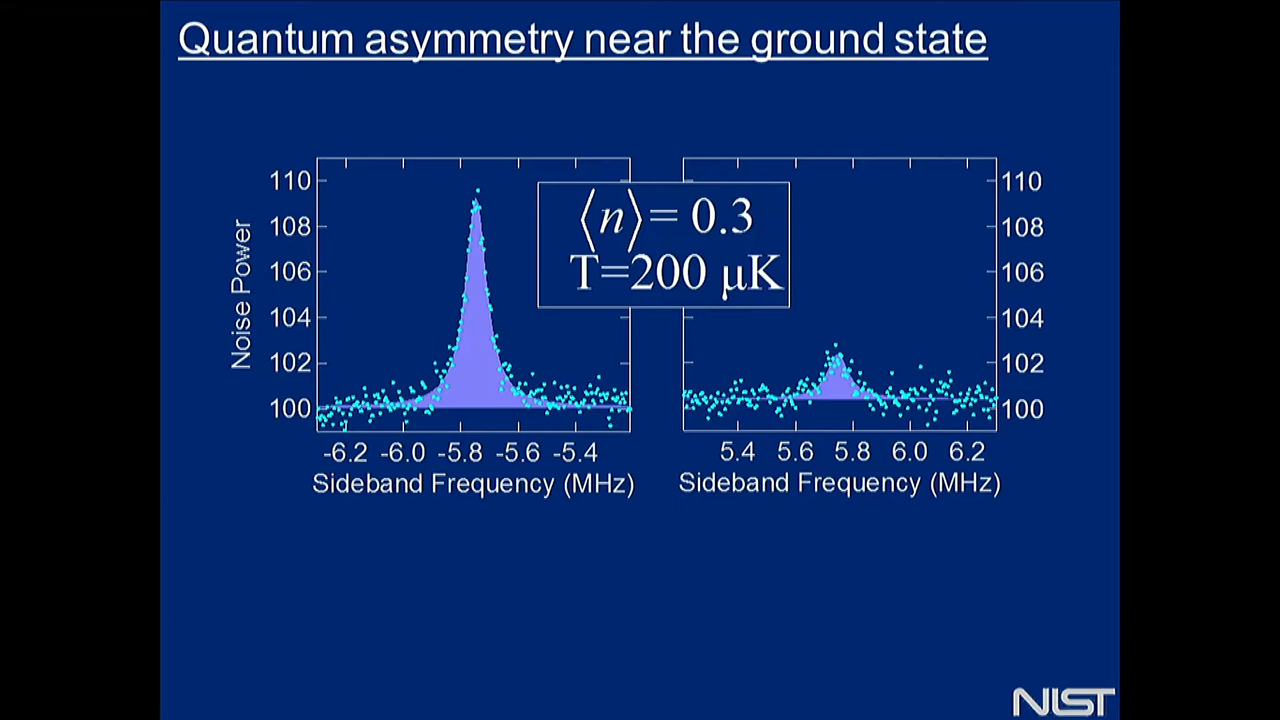 Quantum asymmetry near the ground state
⟨n⟩= 0.3
T=200 μK
Noise Power
110
108
106
104
102
100
-6.2 -6.0 -5.8 -5.6 -5.4
Sideband Frequency (MHz)
110
108
106
104
102
100
5.4 5.6 5.8 6.0 6.2
Sideband Frequency (MHz)
NIST